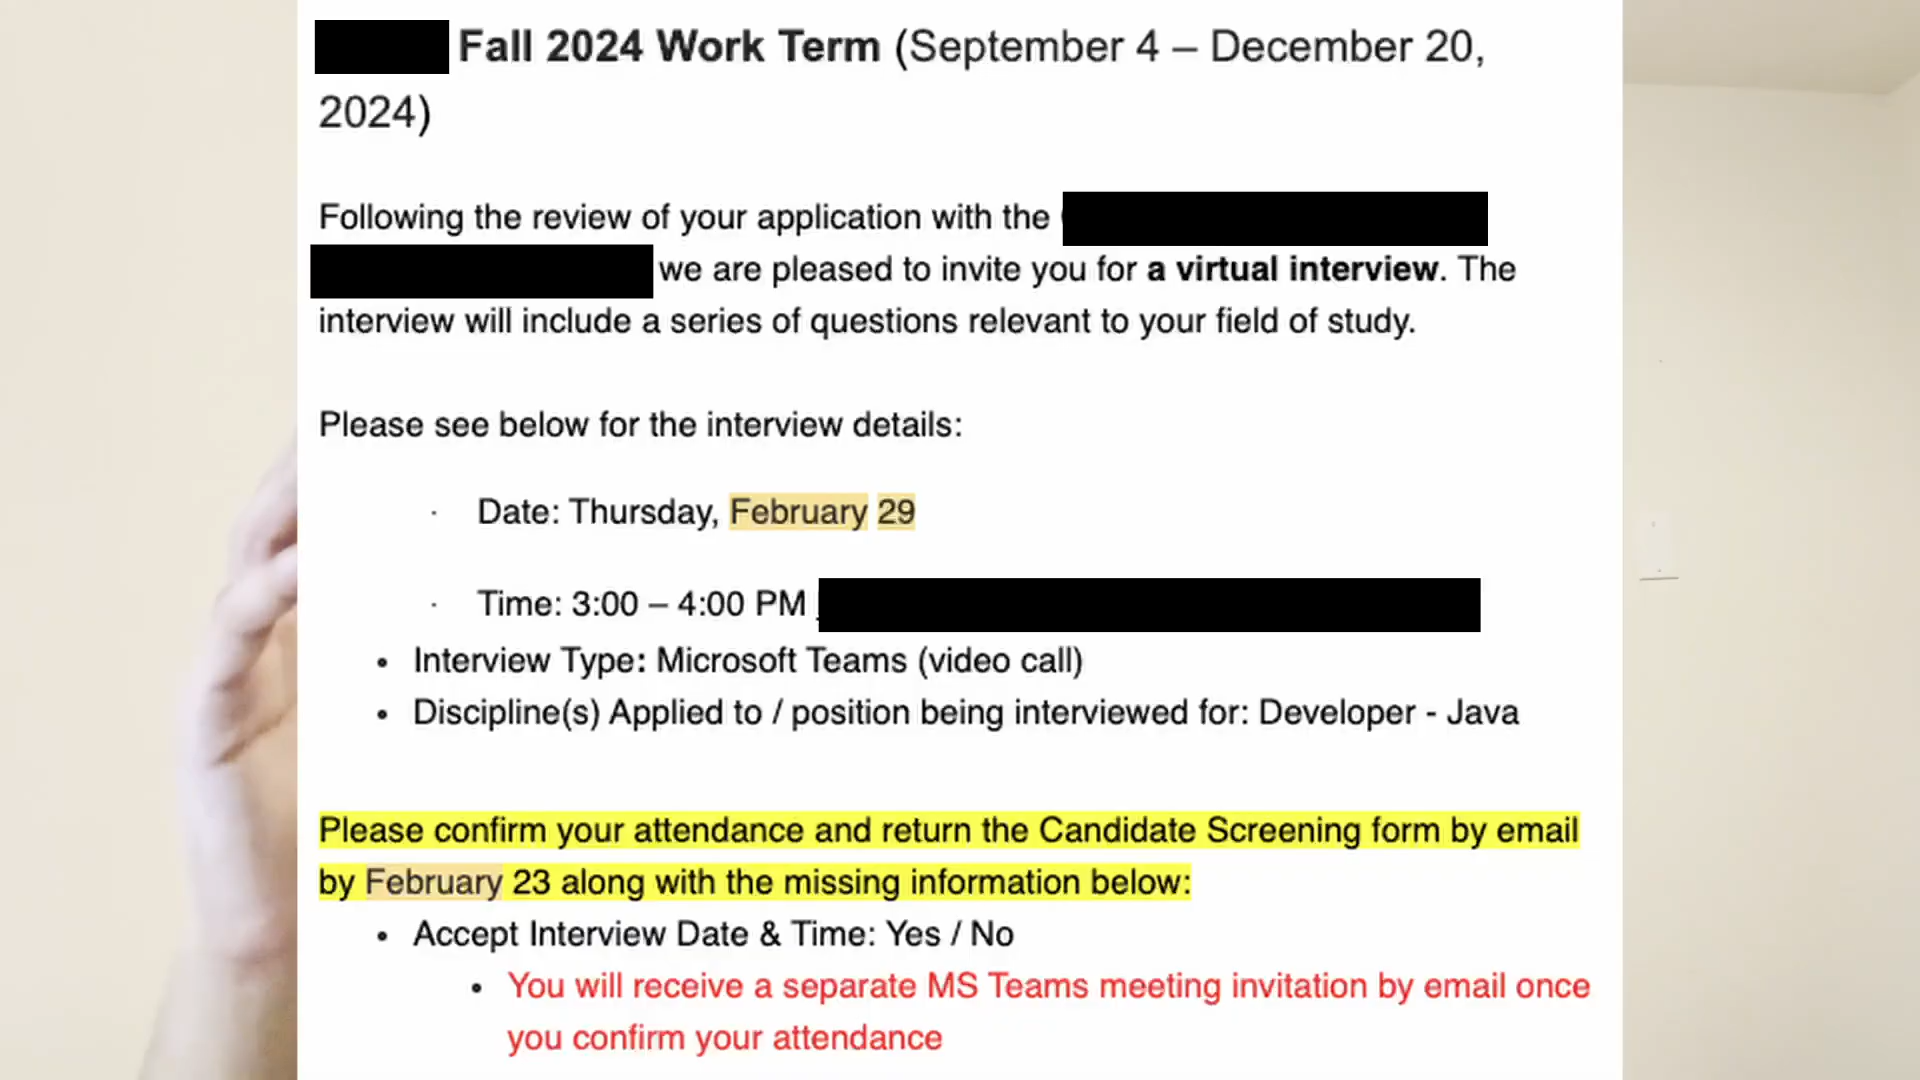 Fall 2024 Work Term (September 4 – December 20,
2024)
Following the review of your application with the
we are pleased to invite you for a virtual interview. The
interview will include a series of questions relevant to your field of study.
Please see below for the interview details:
· Date: Thursday, February 29
· Time: 3:00 – 4:00 PM
• Interview Type: Microsoft Teams (video call)
• Discipline(s) Applied to / position being interviewed for: Developer - Java
Please confirm your attendance and return the Candidate Screening form by email
by February 23 along with the missing information below:
• Accept Interview Date & Time: Yes / No
• You will receive a separate MS Teams meeting invitation by email once
you confirm your attendance